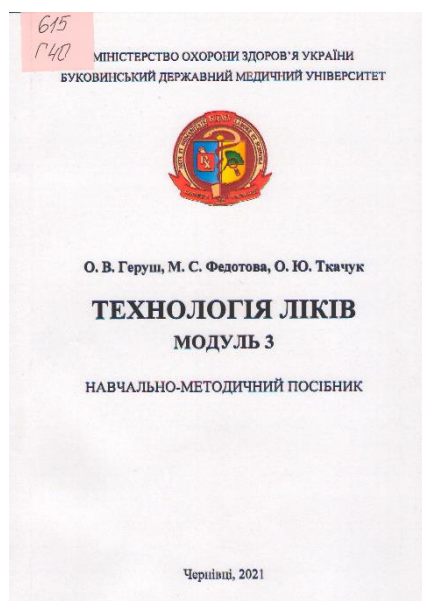 615
Г40
МІНІСТЕРСТВО ОХОРОНИ ЗДОРОВ'Я УКРАЇНИ
БУКОВИНСЬКИЙ ДЕРЖАВНИЙ МЕДИЧНИЙ УНІВЕРСИТЕТ
О. В. Геруш, М. С. Федотова, О. Ю. Ткачук
ТЕХНОЛОГІЯ ЛІКІВ
МОДУЛЬ 3
НАВЧАЛЬНО-МЕТОДИЧНИЙ ПОСІБНИК
Чернівці, 2021